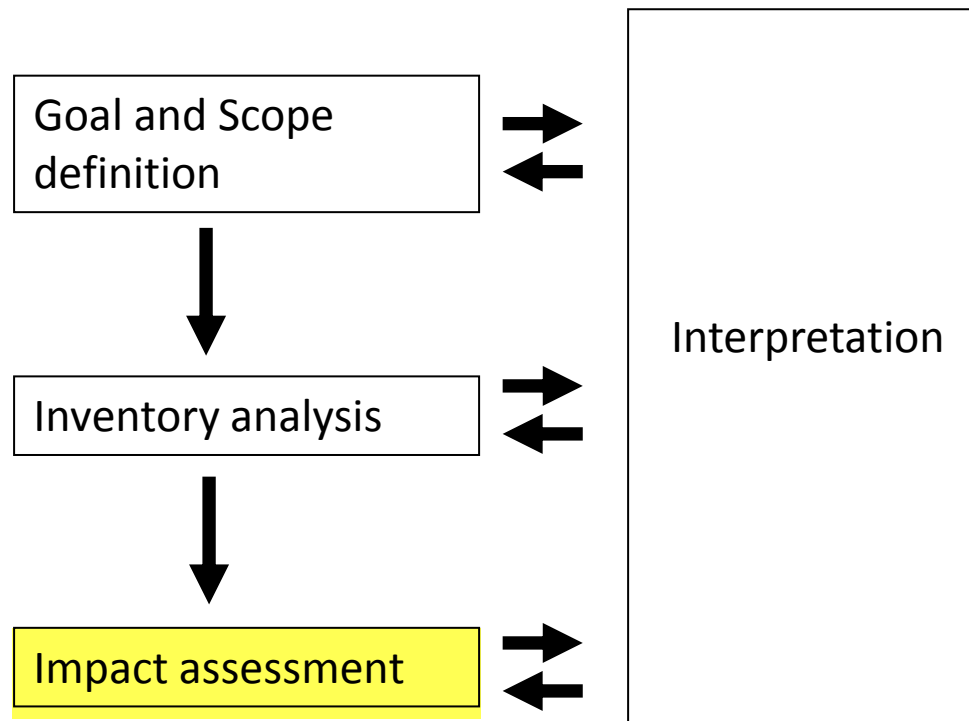 Goal and Scope
definition
Interpretation
Inventory analysis
Impact assessment